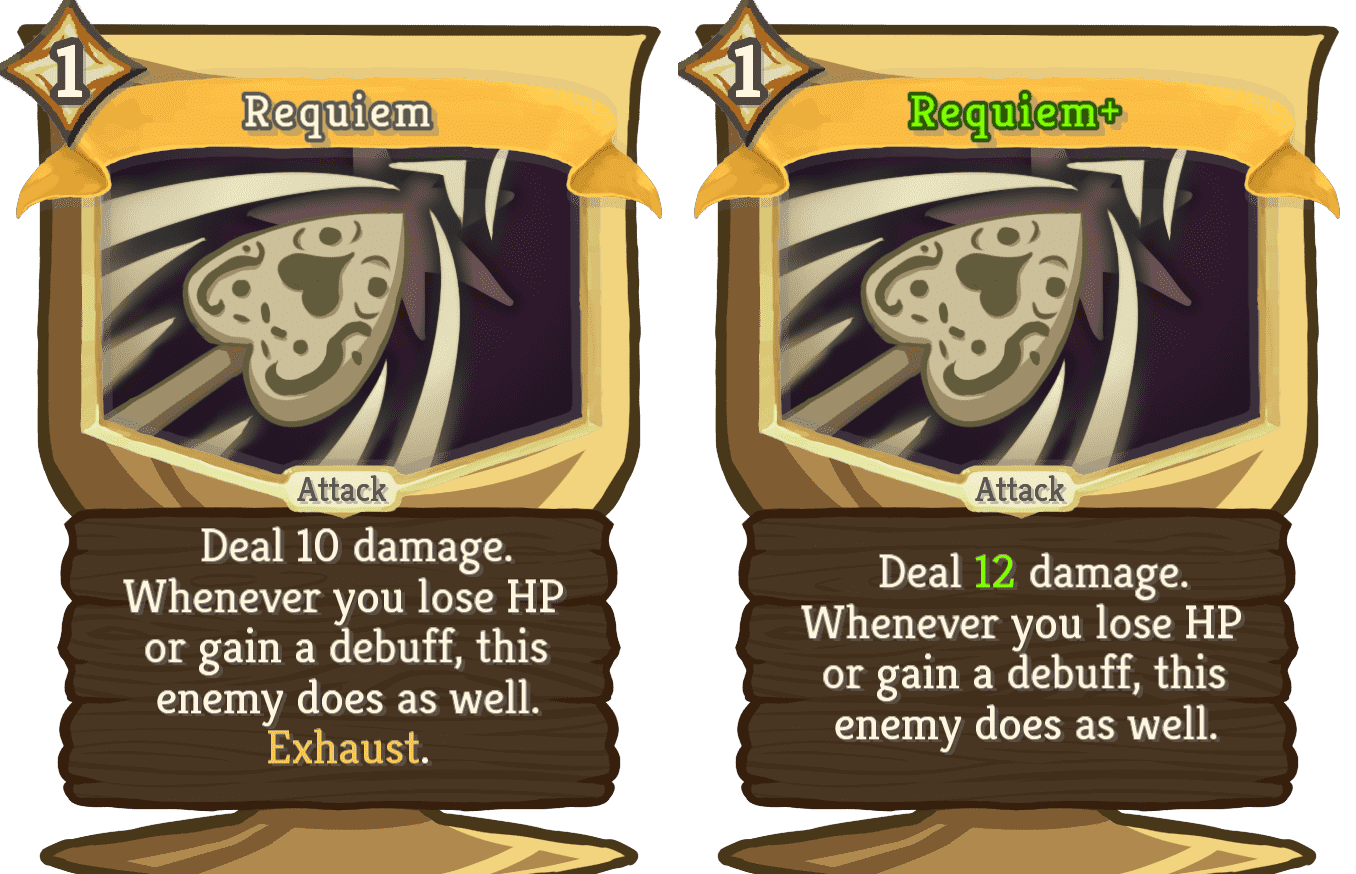 1
Requiem
Attack
Deal 10 damage.
Whenever you lose HP
or gain a debuff, this
enemy does as well.
Exhaust.
1
Requiem+
Attack
Deal 12 damage.
Whenever you lose HP
or gain a debuff, this
enemy does as well.